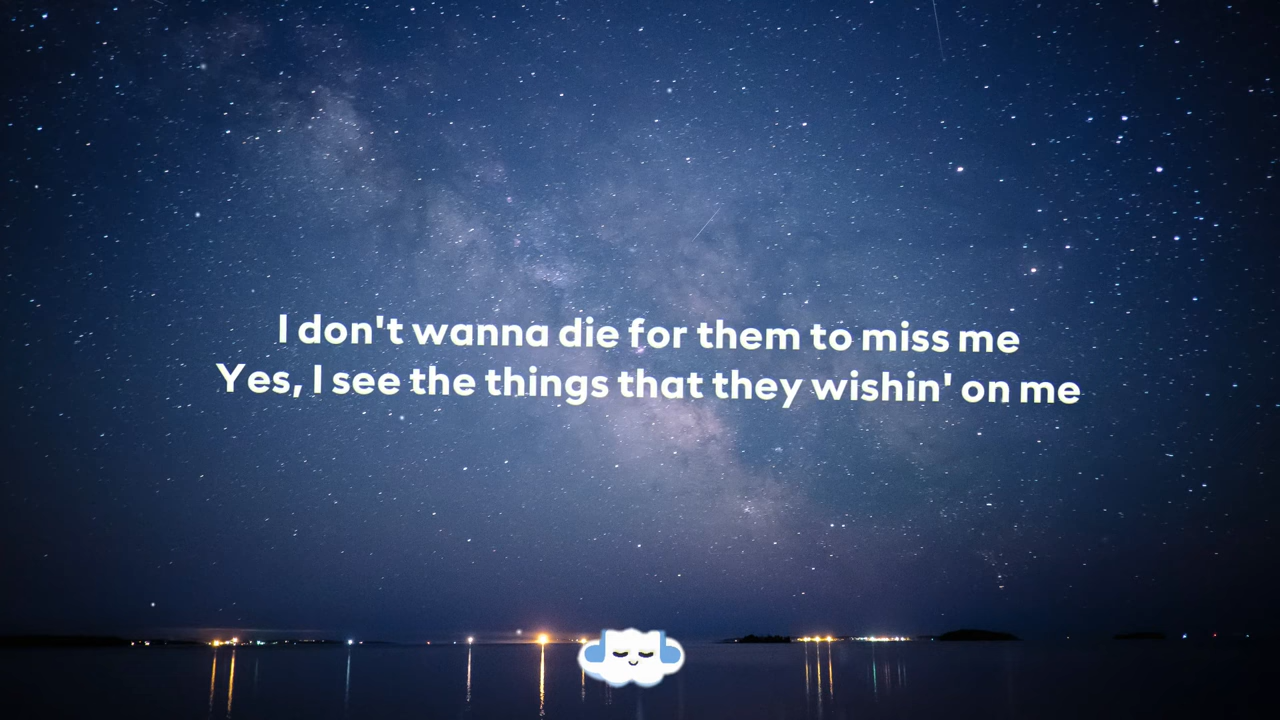 I don't wanna die for them to miss me
Yes, I see the things that they wishin' on me